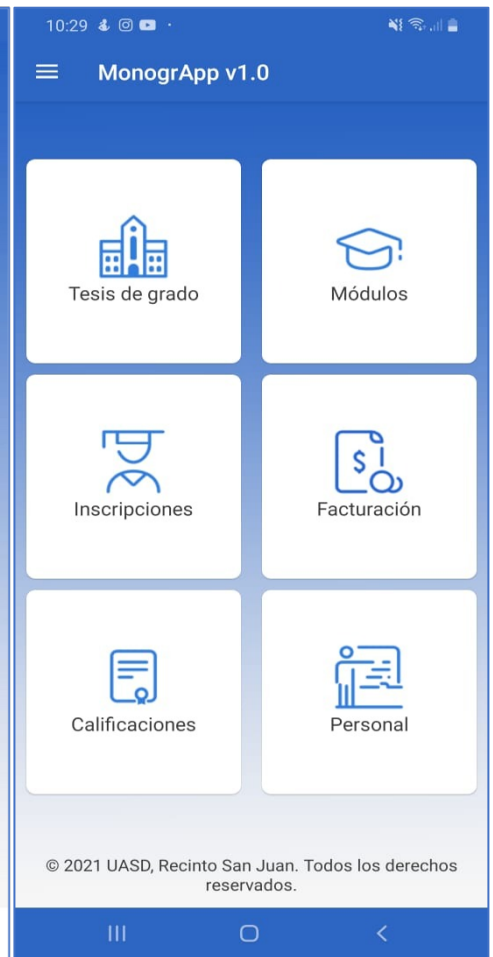 10:29
MonogrApp v1.0
Tesis de grado
Módulos
Inscripciones
Facturación
$
Calificaciones
Personal
© 2021 UASD, Recinto San Juan. Todos los derechos
reservados.